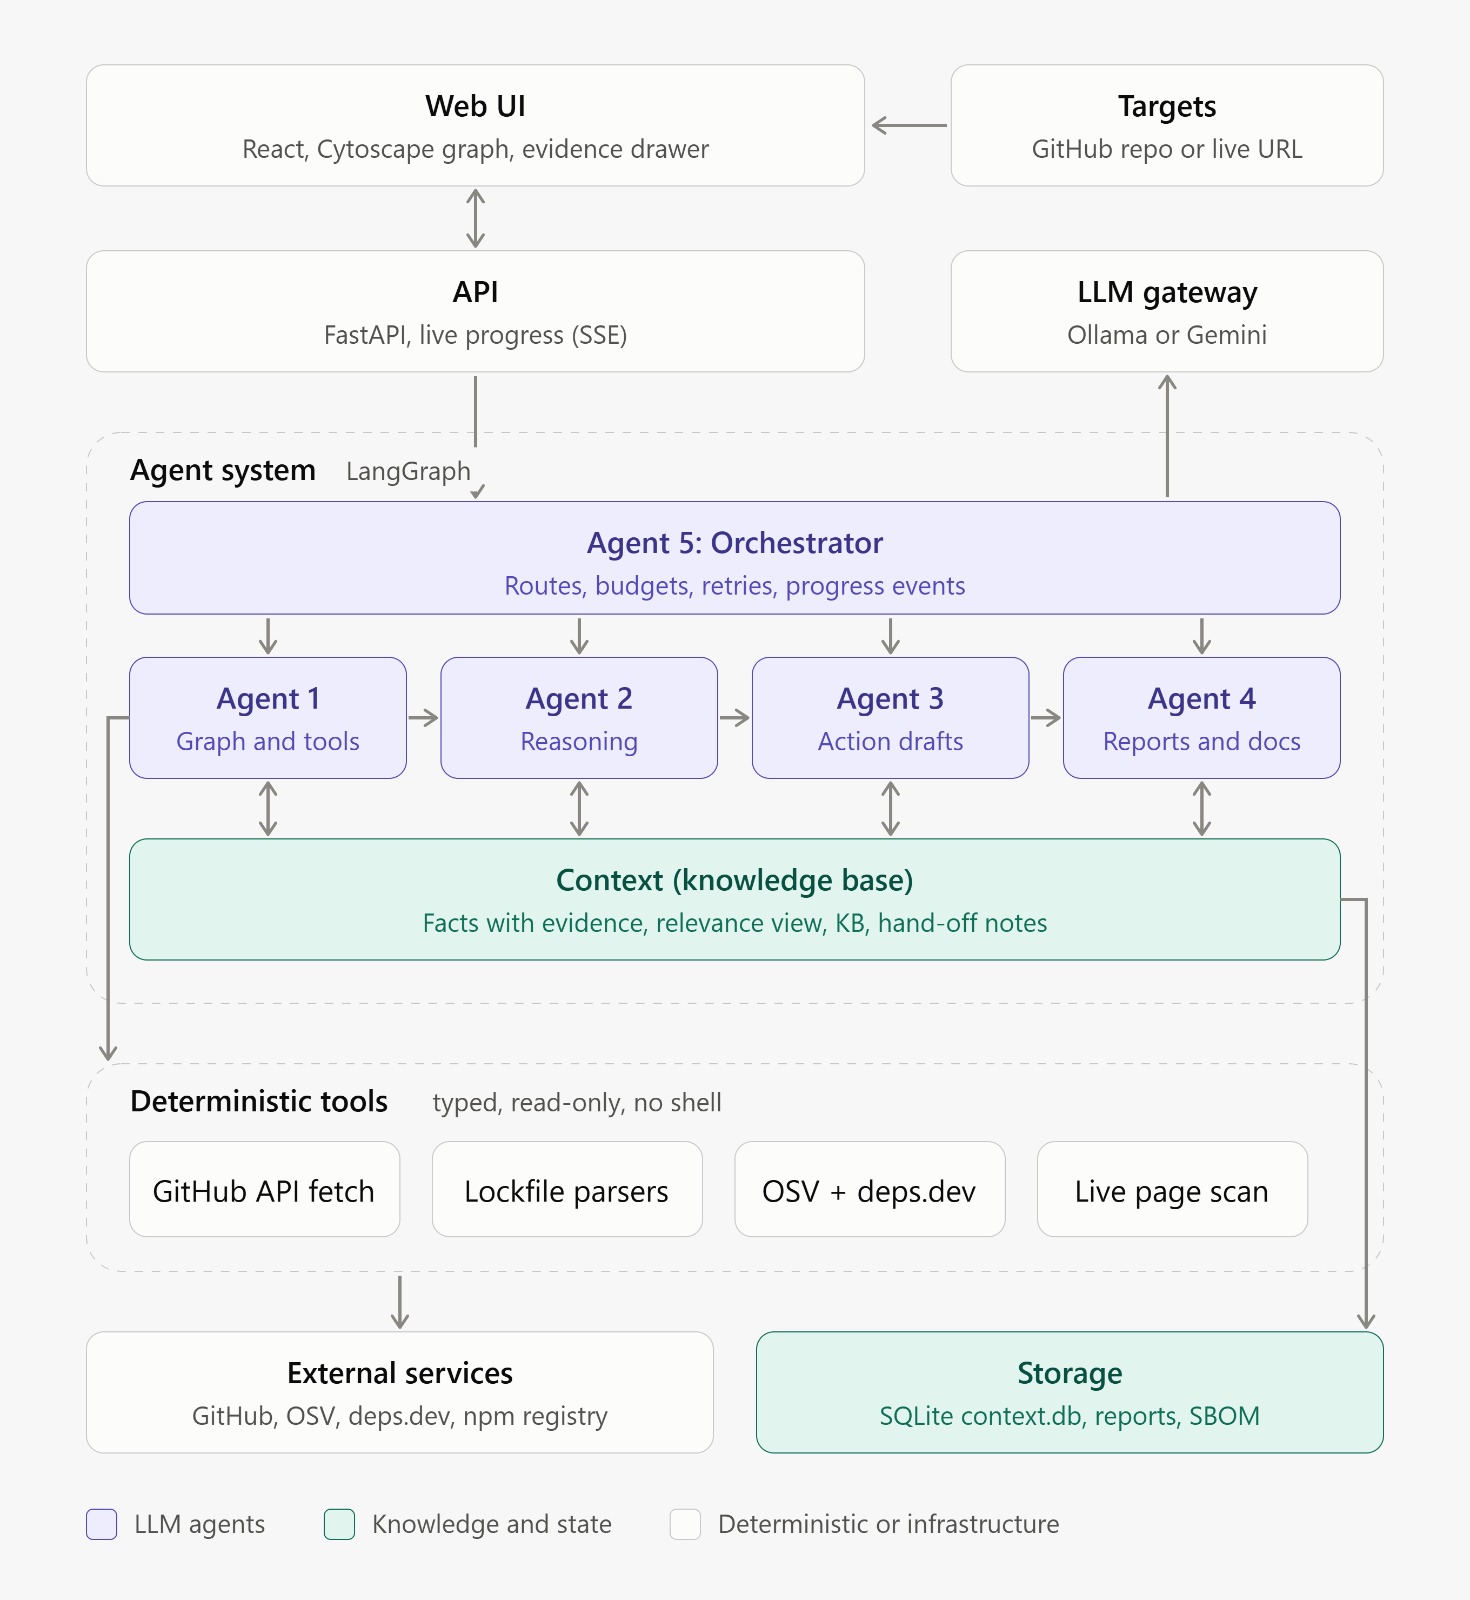 Web UI
React, Cytoscape graph, evidence drawer
Targets
GitHub repo or live URL
API
FastAPI, live progress (SSE)
LLM gateway
Ollama or Gemini
Agent system LangGraph
Agent 5: Orchestrator
Routes, budgets, retries, progress events
Agent 1
Graph and tools
Agent 2
Reasoning
Agent 3
Action drafts
Agent 4
Reports and docs
Context (knowledge base)
Facts with evidence, relevance view, KB, hand-off notes
Deterministic tools typed, read-only, no shell
GitHub API fetch
Lockfile parsers
OSV + deps.dev
Live page scan
External services
GitHub, OSV, deps.dev, npm registry
Storage
SQLite context.db, reports, SBOM
LLM agents
Knowledge and state
Deterministic or infrastructure